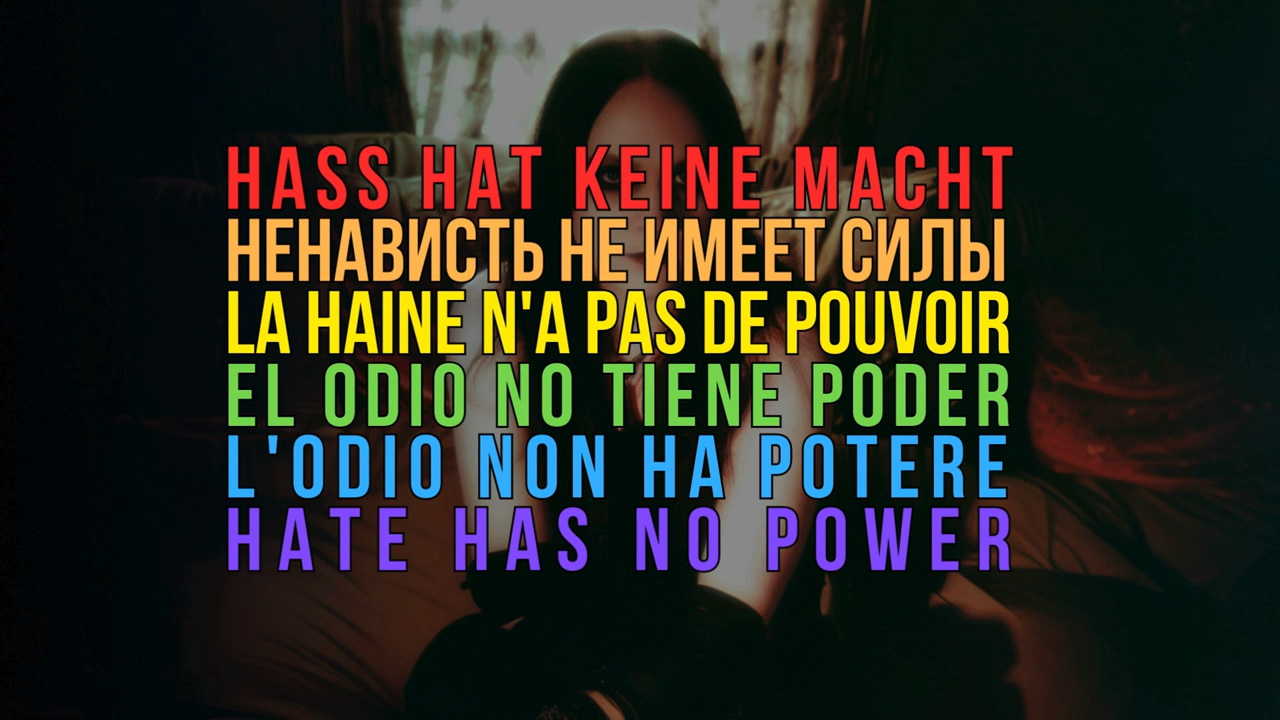 HASS HAT KEINE MACHT
НЕНАВИСТЬ НЕ ИМЕЕТ СИЛЫ
LA HAINE N'A PAS DE POUVOIR
EL ODIO NO TIENE PODER
L'ODIO NON HA POTERE
HATE HAS NO POWER